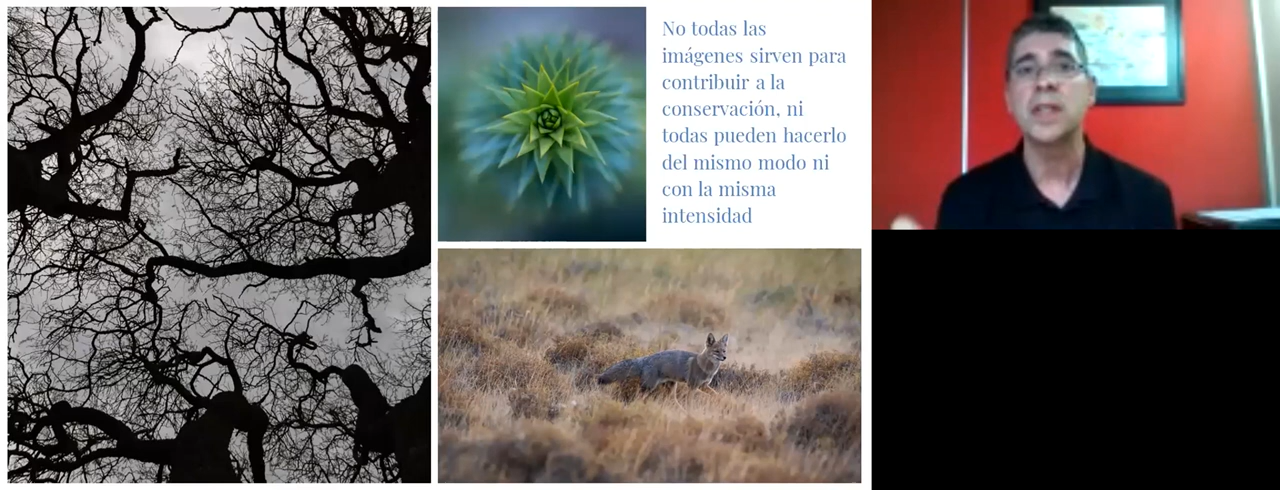 No todas las
imágenes sirven para
contribuir a la
conservación, ni
todas pueden hacerlo
del mismo modo ni
con la misma
intensidad